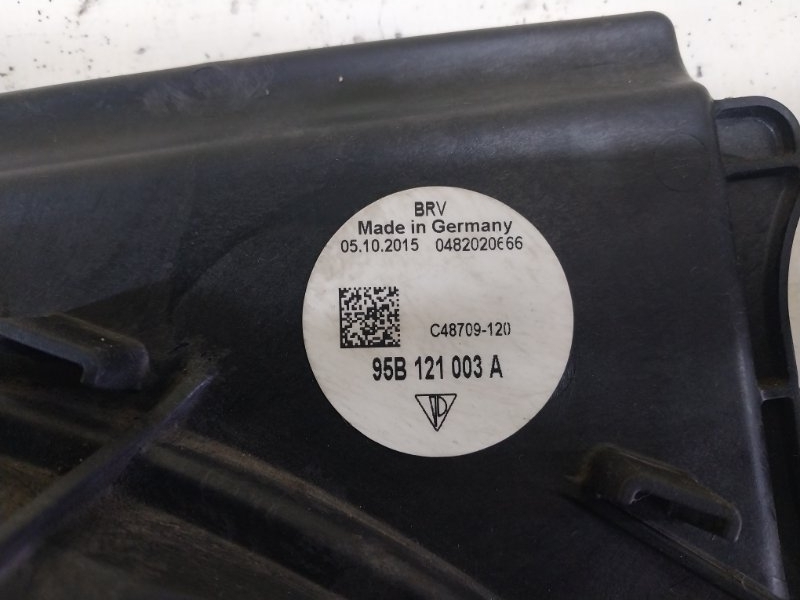 BRV
Made in Germany
05.10.2015 0482020666
C48709-120
95B 121 003 A